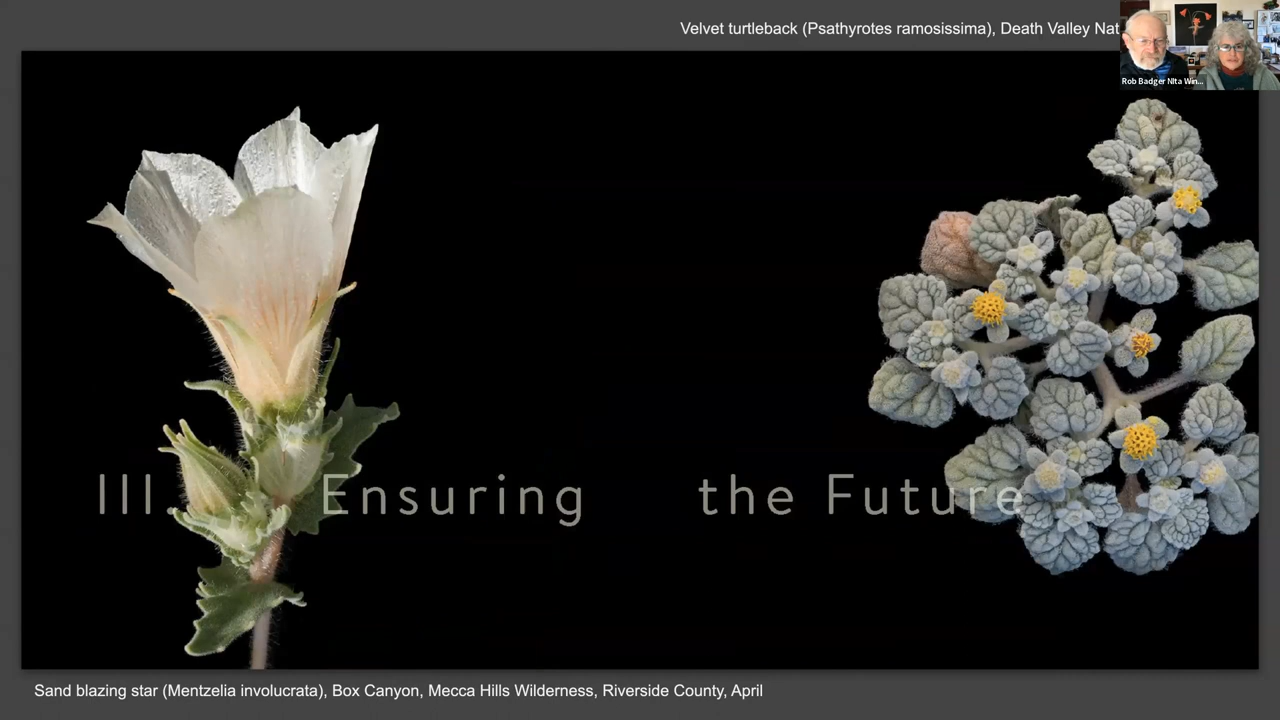 Velvet turtleback (Psathyrotes ramosissima), Death Valley Nat
Rob Badger NIta Win...
III. Ensuring the Future
Sand blazing star (Mentzelia involucrata), Box Canyon, Mecca Hills Wilderness, Riverside County, April